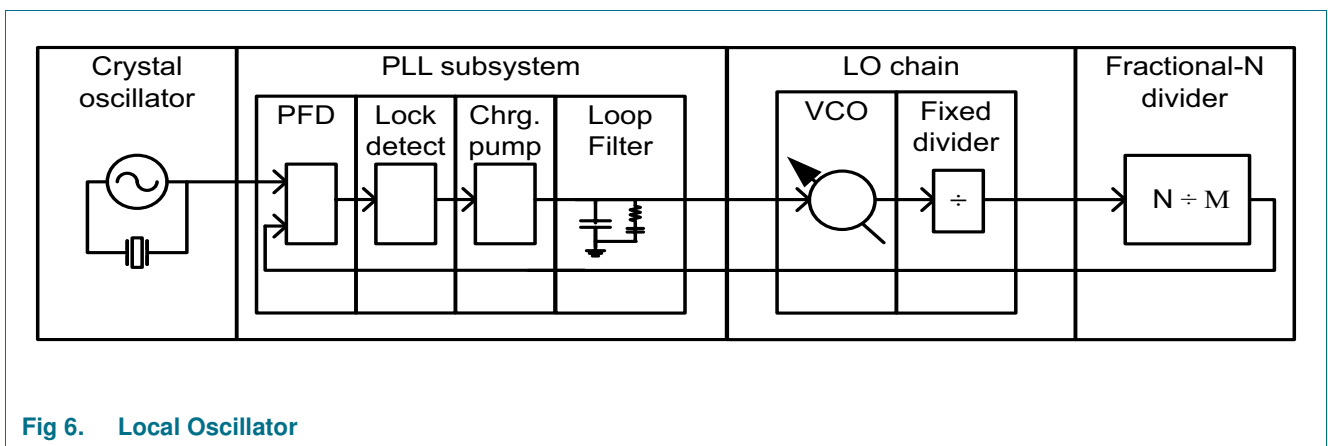 Crystal
oscillator
PLL subsystem
PFD
Lock
detect
Chrg.
pump
Loop
Filter
LO chain
VCO
Fixed
divider
÷
Fractional-N
divider
N ÷ M
Fig 6. Local Oscillator